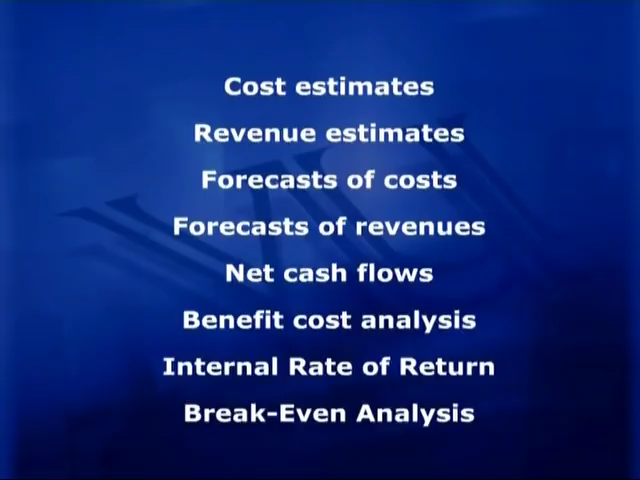 Cost estimates
Revenue estimates
Forecasts of costs
Forecasts of revenues
Net cash flows
Benefit cost analysis
Internal Rate of Return
Break-Even Analysis